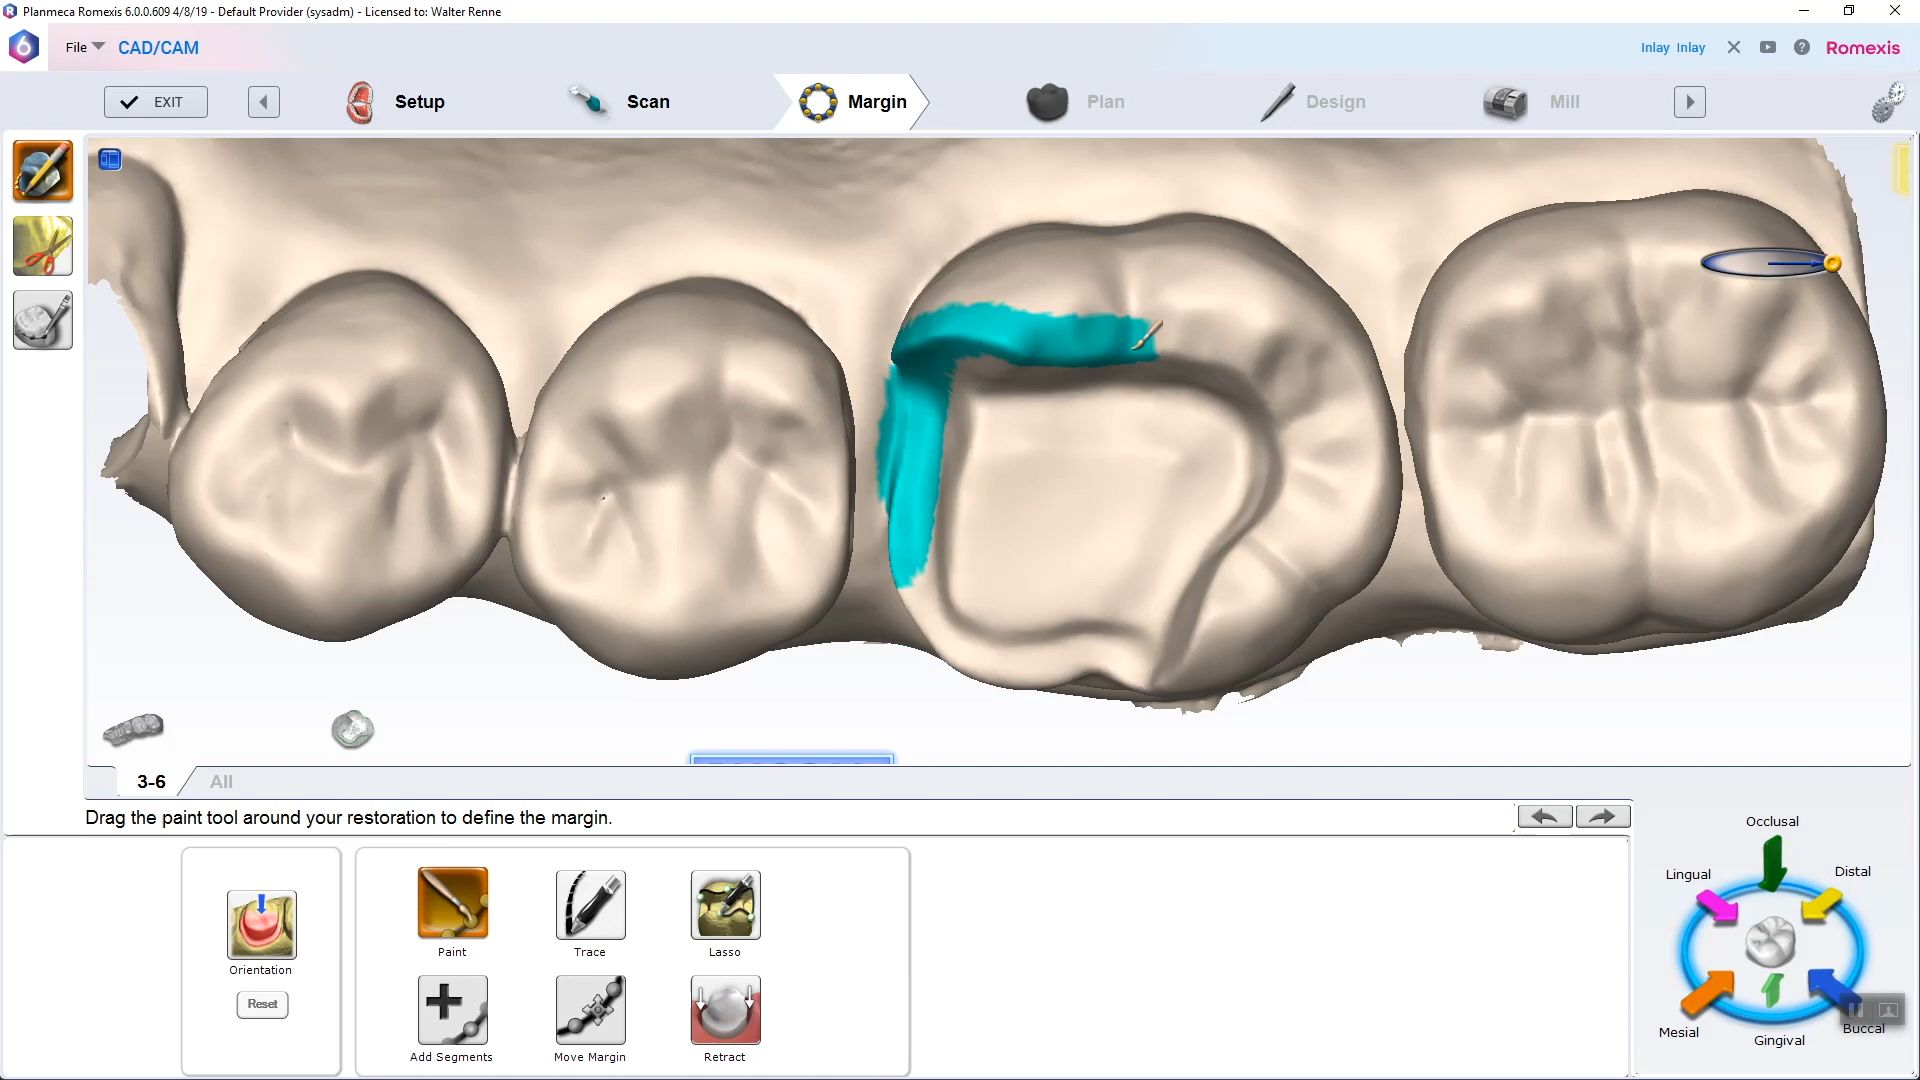 Planmeca Romexis 6.0.0.609 4/8/19 - Default Provider (sysadm) - Licensed to: Walter Renne
6 File CAD/CAM Inlay Inlay ? Romexis
EXIT Setup Scan Margin Plan Design Mill
3-6 All
Drag the paint tool around your restoration to define the margin.
Occlusal
Lingual Distal
Mesial Gingival Buccal
Orientation
Reset
Paint Trace Lasso
Add Segments Move Margin Retract